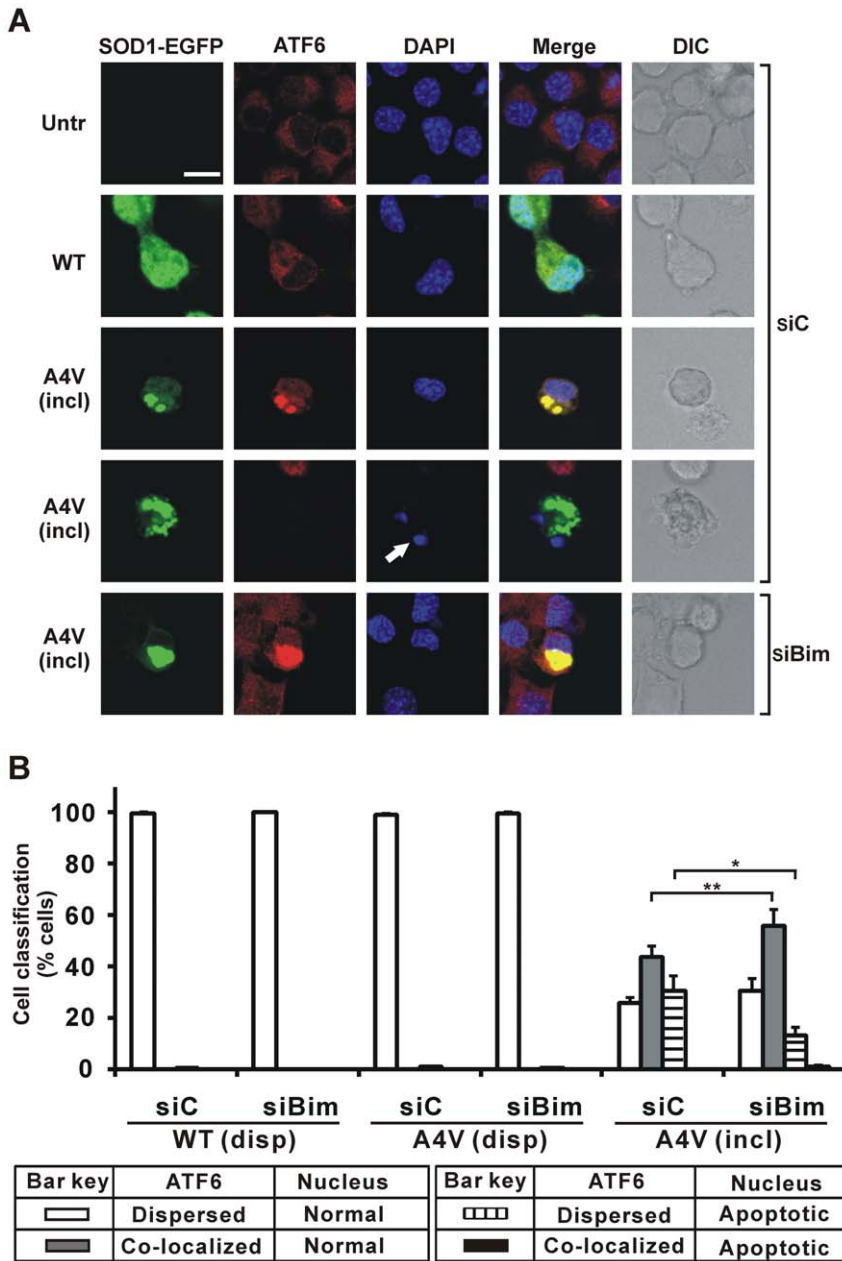 A
SOD1-EGFP ATF6 DAPI Merge DIC
Untr
WT
A4V
(incl)
siC
A4V
(incl)
A4V
(incl)
siBim
B
Cell classification
(% cells)
100
80
60
40
20
0
*
**
siC siBim siC siBim siC siBim
WT (disp) A4V (disp) A4V (incl)
Bar key ATF6 Nucleus Bar key ATF6 Nucleus
Dispersed Normal Dispersed Apoptotic
Co-localized Normal Co-localized Apoptotic